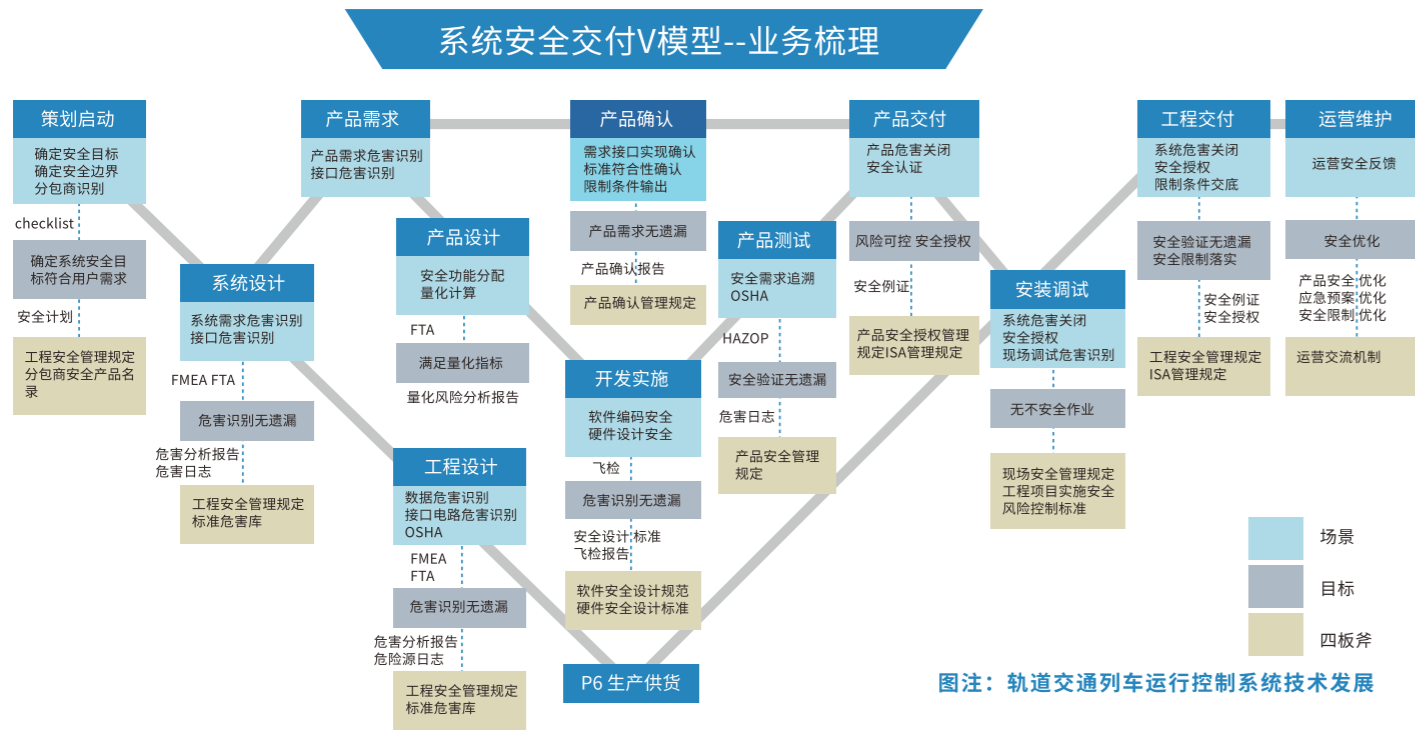 系统安全交付V模型--业务梳理
策划启动
确定安全目标
确定安全边界
分包商识别
checklist
确定系统安全目
标符合用户需求
安全计划
工程安全管理规定
分包商安全产品名
录
系统设计
系统需求危害识别
接口危害识别
FMEA FTA
危害识别无遗漏
危害分析报告
危害日志
工程安全管理规定
标准危害库
产品需求
产品需求危害识别
接口危害识别
产品设计
安全功能分配
量化计算
FTA
满足量化指标
量化风险分析报告
工程设计
数据危害识别
接口电路危害识别
OSHA
FMEA
FTA
危害识别无遗漏
危害分析报告
危险源日志
工程安全管理规定
标准危害库
产品确认
需求接口实现确认
标准符合性确认
限制条件输出
产品需求无遗漏
产品确认报告
产品确认管理规定
开发实施
软件编码安全
硬件设计安全
飞检
危害识别无遗漏
安全设计标准
飞检报告
软件安全设计规范
硬件安全设计标准
P6 生产供货
产品测试
安全需求追溯
OSHA
HAZOP
安全验证无遗漏
危害日志
产品安全管理
规定
产品交付
产品危害关闭
安全认证
风险可控 安全授权
安全例证
产品安全授权管理
规定ISA管理规定
安装调试
系统危害关闭
安全授权
现场调试危害识别
无不安全作业
现场安全管理规定
工程项目实施安全
风险控制标准
工程交付
系统危害关闭
安全授权
限制条件交底
安全验证无遗漏
安全限制落实
安全例证
安全授权
工程安全管理规定
ISA管理规定
运营维护
运营安全反馈
安全优化
产品安全优化
应急预案优化
安全限制优化
运营交流机制
场景
目标
四板斧
图注：轨道交通列车运行控制系统技术发展